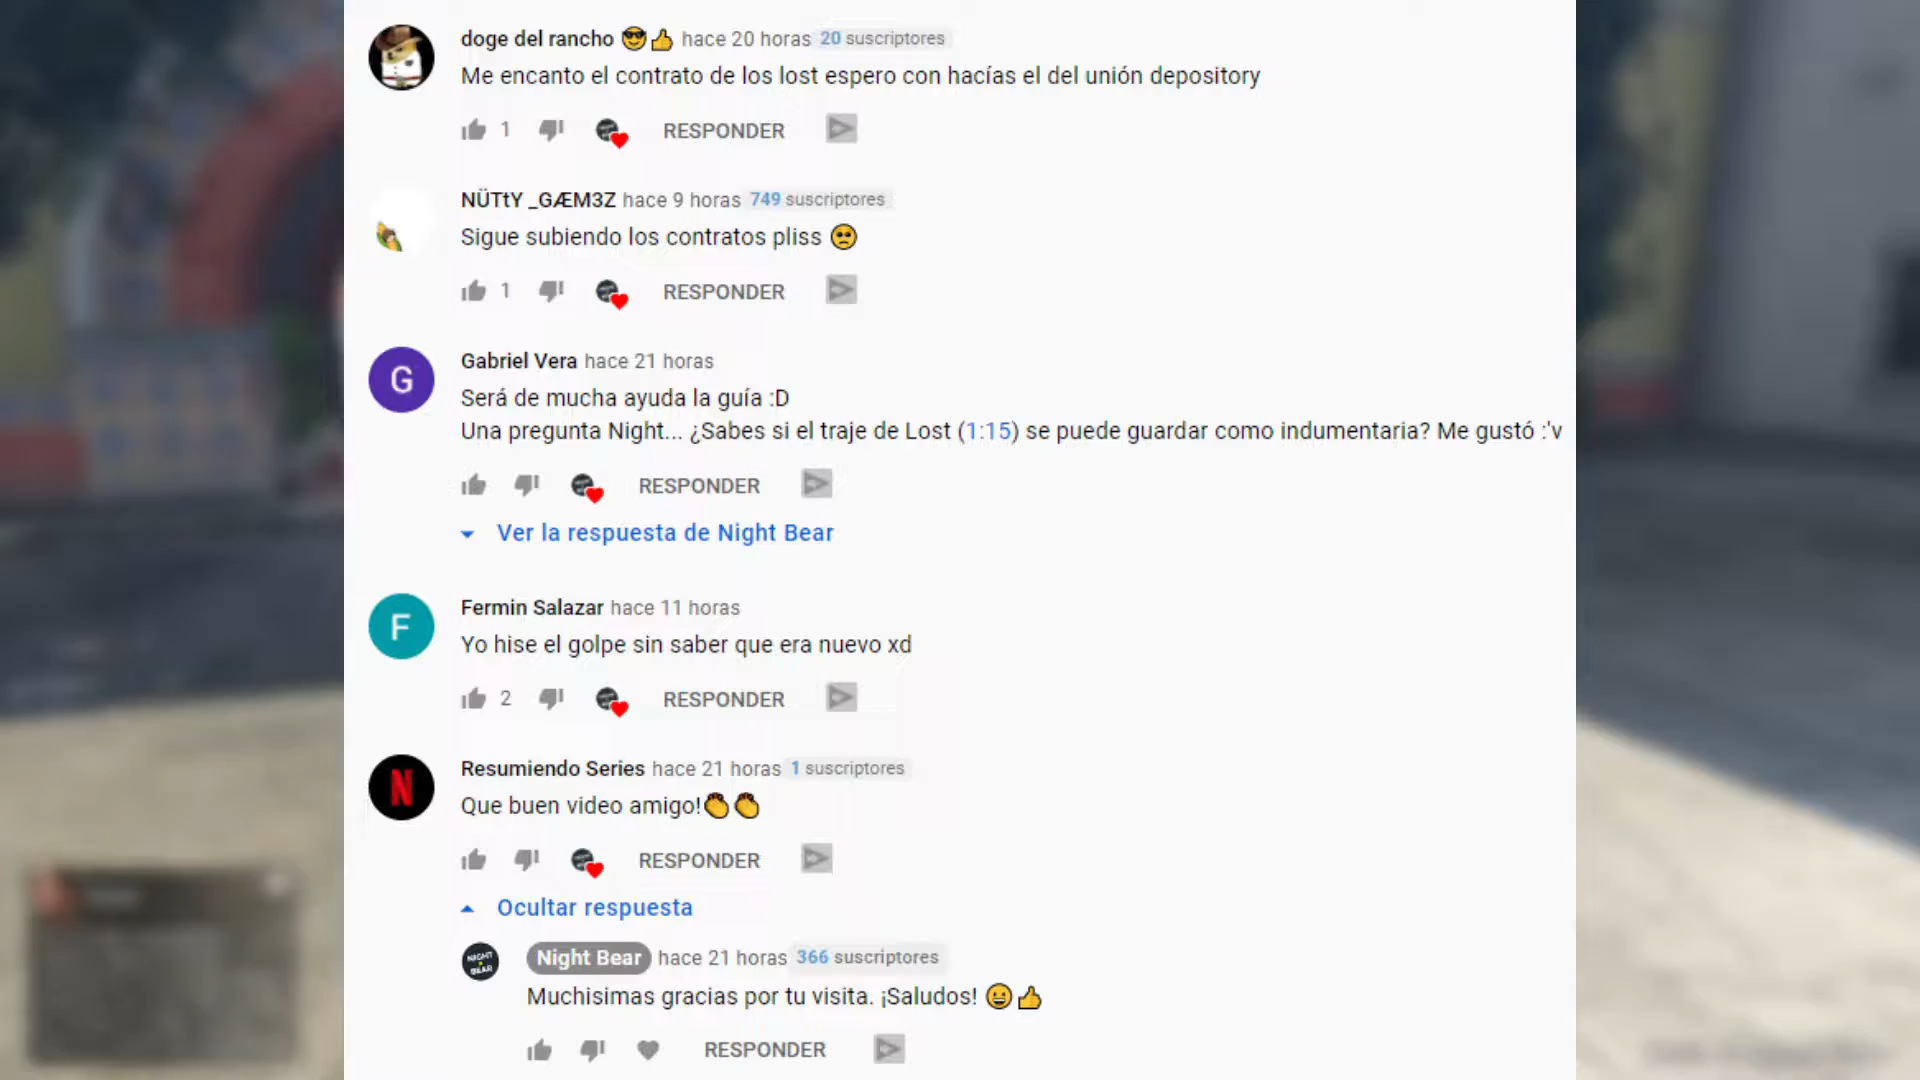 doge del rancho 😎👍 hace 20 horas 20 suscriptores
Me encanto el contrato de los lost espero con hacías el del unión depository
1 RESPONDER
NÜTtY _GÆM3Z hace 9 horas 749 suscriptores
Sigue subiendo los contratos pliss 🥺
1 RESPONDER
G
Gabriel Vera hace 21 horas
Será de mucha ayuda la guía :D
Una pregunta Night... ¿Sabes si el traje de Lost (1:15) se puede guardar como indumentaria? Me gustó :'v
RESPONDER
Ver la respuesta de Night Bear
F
Fermin Salazar hace 11 horas
Yo hise el golpe sin saber que era nuevo xd
2 RESPONDER
N
Resumiendo Series hace 21 horas 1 suscriptores
Que buen video amigo!👏👏
RESPONDER
Ocultar respuesta
NIGHT BEAR
Night Bear hace 21 horas 366 suscriptores
Muchisimas gracias por tu visita. ¡Saludos! 😀👍
RESPONDER